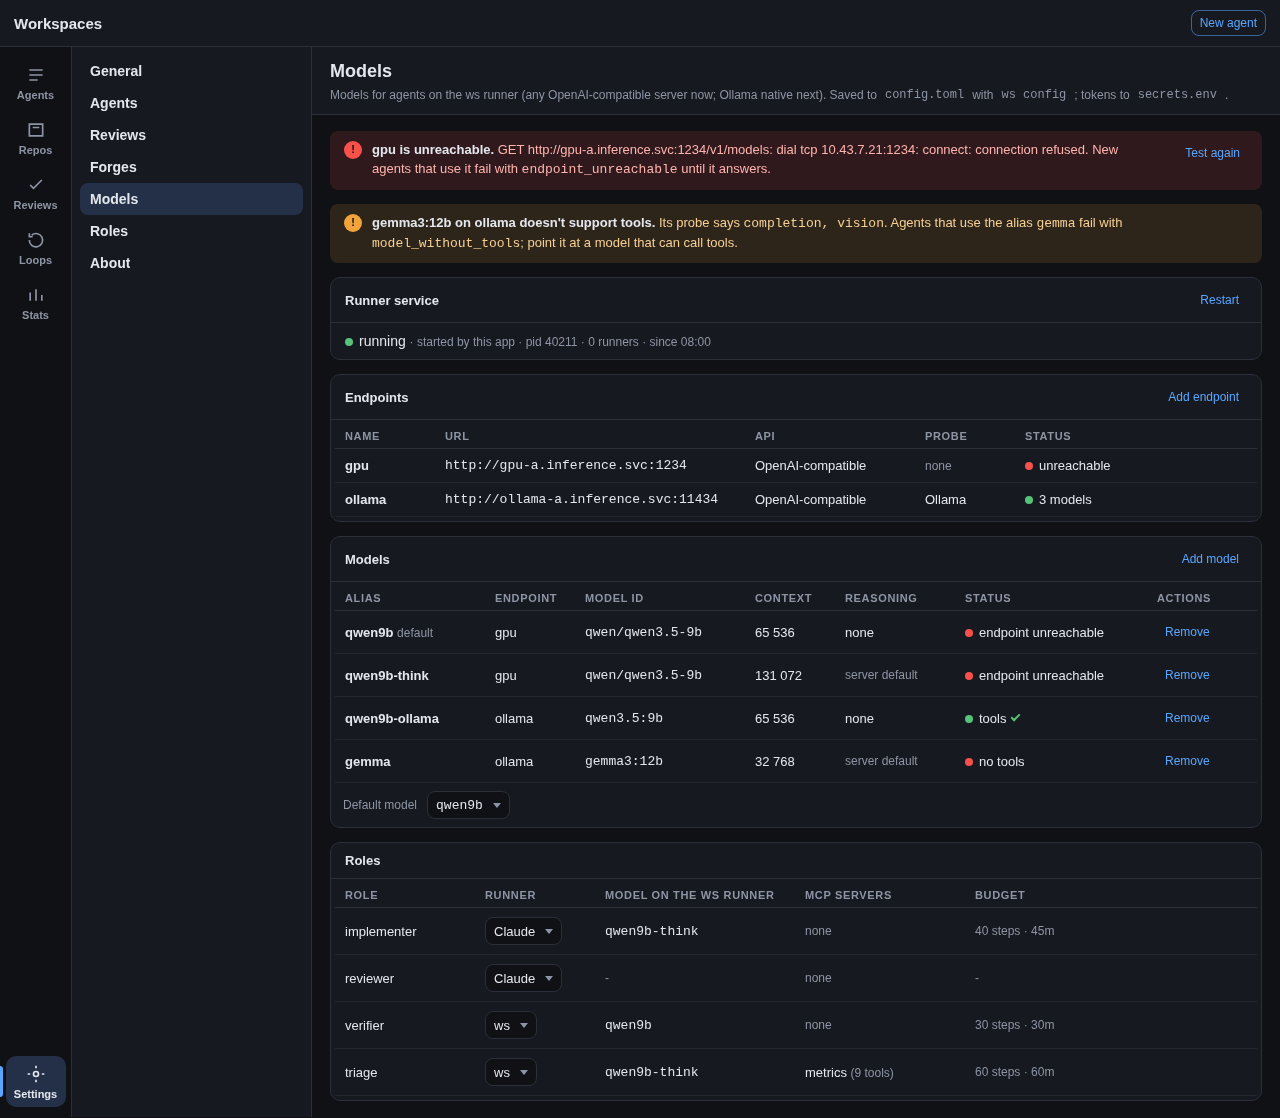 Workspaces
New agent
Agents
Repos
Reviews
Loops
Stats
Settings
General
Agents
Reviews
Forges
Models
Roles
About
Models
Models for agents on the ws runner (any OpenAI-compatible server now; Ollama native next). Saved to config.toml with ws config ; tokens to secrets.env .
! gpu is unreachable. GET http://gpu-a.inference.svc:1234/v1/models: dial tcp 10.43.7.21:1234: connect: connection refused. New
agents that use it fail with endpoint_unreachable until it answers.
Test again
! gemma3:12b on ollama doesn't support tools. Its probe says completion, vision. Agents that use the alias gemma fail with
model_without_tools; point it at a model that can call tools.
Runner service
Restart
running · started by this app · pid 40211 · 0 runners · since 08:00
Endpoints
Add endpoint
NAME URL API PROBE STATUS
gpu http://gpu-a.inference.svc:1234 OpenAI-compatible none unreachable
ollama http://ollama-a.inference.svc:11434 OpenAI-compatible Ollama 3 models
Models
Add model
ALIAS ENDPOINT MODEL ID CONTEXT REASONING STATUS ACTIONS
qwen9b default gpu qwen/qwen3.5-9b 65 536 none endpoint unreachable Remove
qwen9b-think gpu qwen/qwen3.5-9b 131 072 server default endpoint unreachable Remove
qwen9b-ollama ollama qwen3.5:9b 65 536 none tools ✓ Remove
gemma ollama gemma3:12b 32 768 server default no tools Remove
Default model qwen9b
Roles
ROLE RUNNER MODEL ON THE WS RUNNER MCP SERVERS BUDGET
implementer Claude qwen9b-think none 40 steps · 45m
reviewer Claude - none -
verifier ws qwen9b none 30 steps · 30m
triage ws qwen9b-think metrics (9 tools) 60 steps · 60m